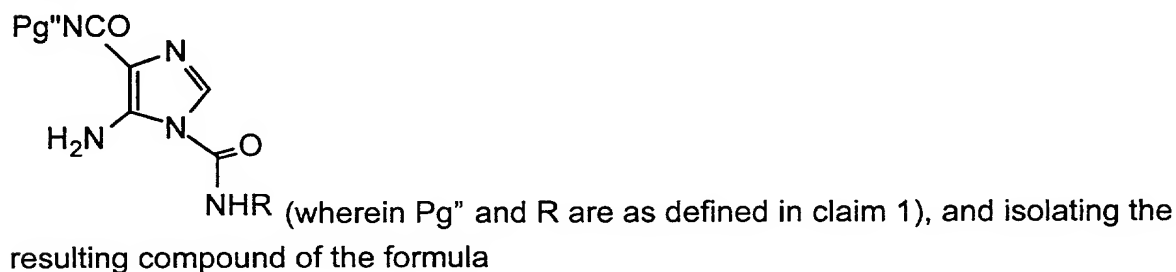 Pg"NCO
N
H₂N
N
O
NHR (wherein Pg" and R are as defined in claim 1), and isolating the
resulting compound of the formula